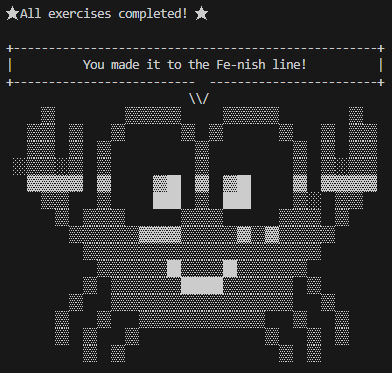 ⭐All exercises completed! ⭐
You made it to the Fe-nish line!